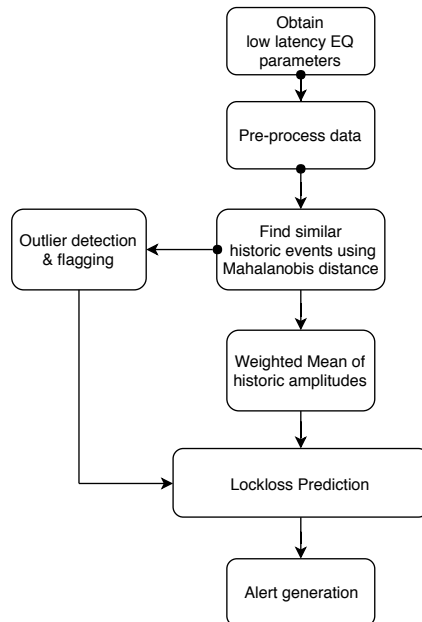 Obtain
low latency EQ
parameters
Pre-process data
Find similar
historic events using
Mahalanobis distance
Outlier detection
& flagging
Weighted Mean of
historic amplitudes
Lockloss Prediction
Alert generation